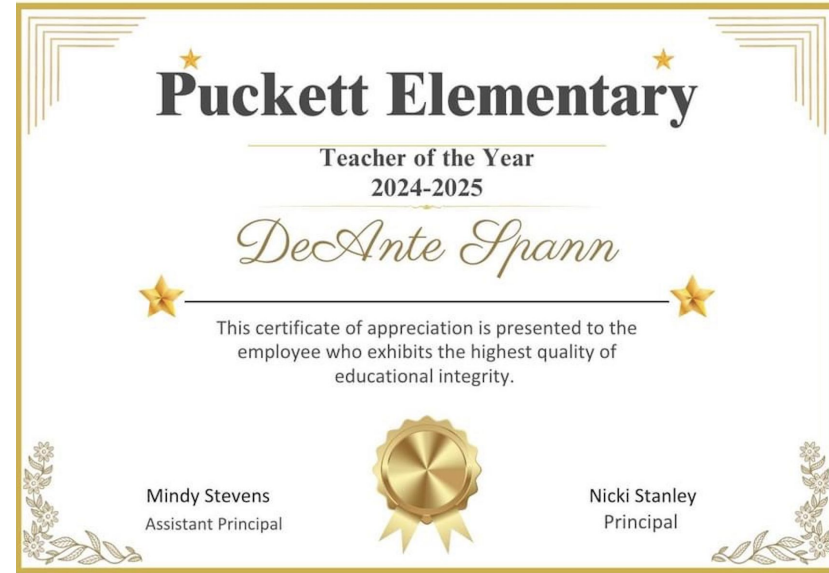 Puckett Elementary
Teacher of the Year
2024-2025
DeAnte Spann
This certificate of appreciation is presented to the
employee who exhibits the highest quality of
educational integrity.
Mindy Stevens
Nicki Stanley
Assistant Principal
Principal